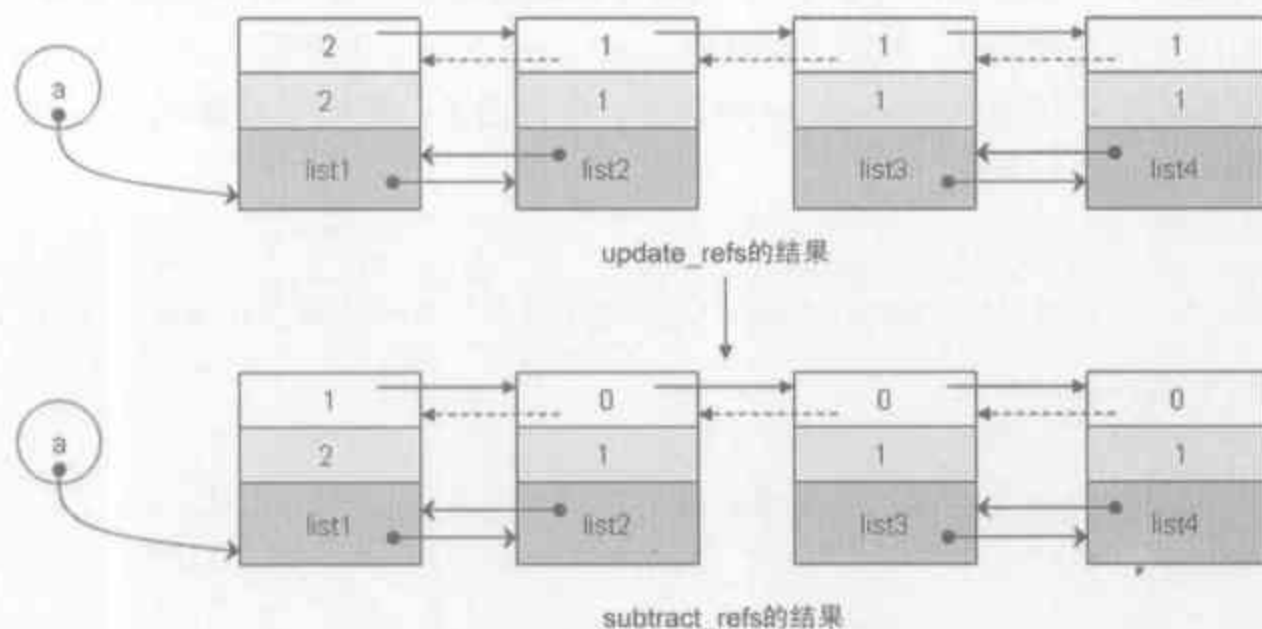 2 1 1 1
a
2 1 1 1
list1 list2 list3 list4
update_refs的结果
1 0 0 0
a
2 1 1 1
list1 list2 list3 list4
subtract_refs的结果